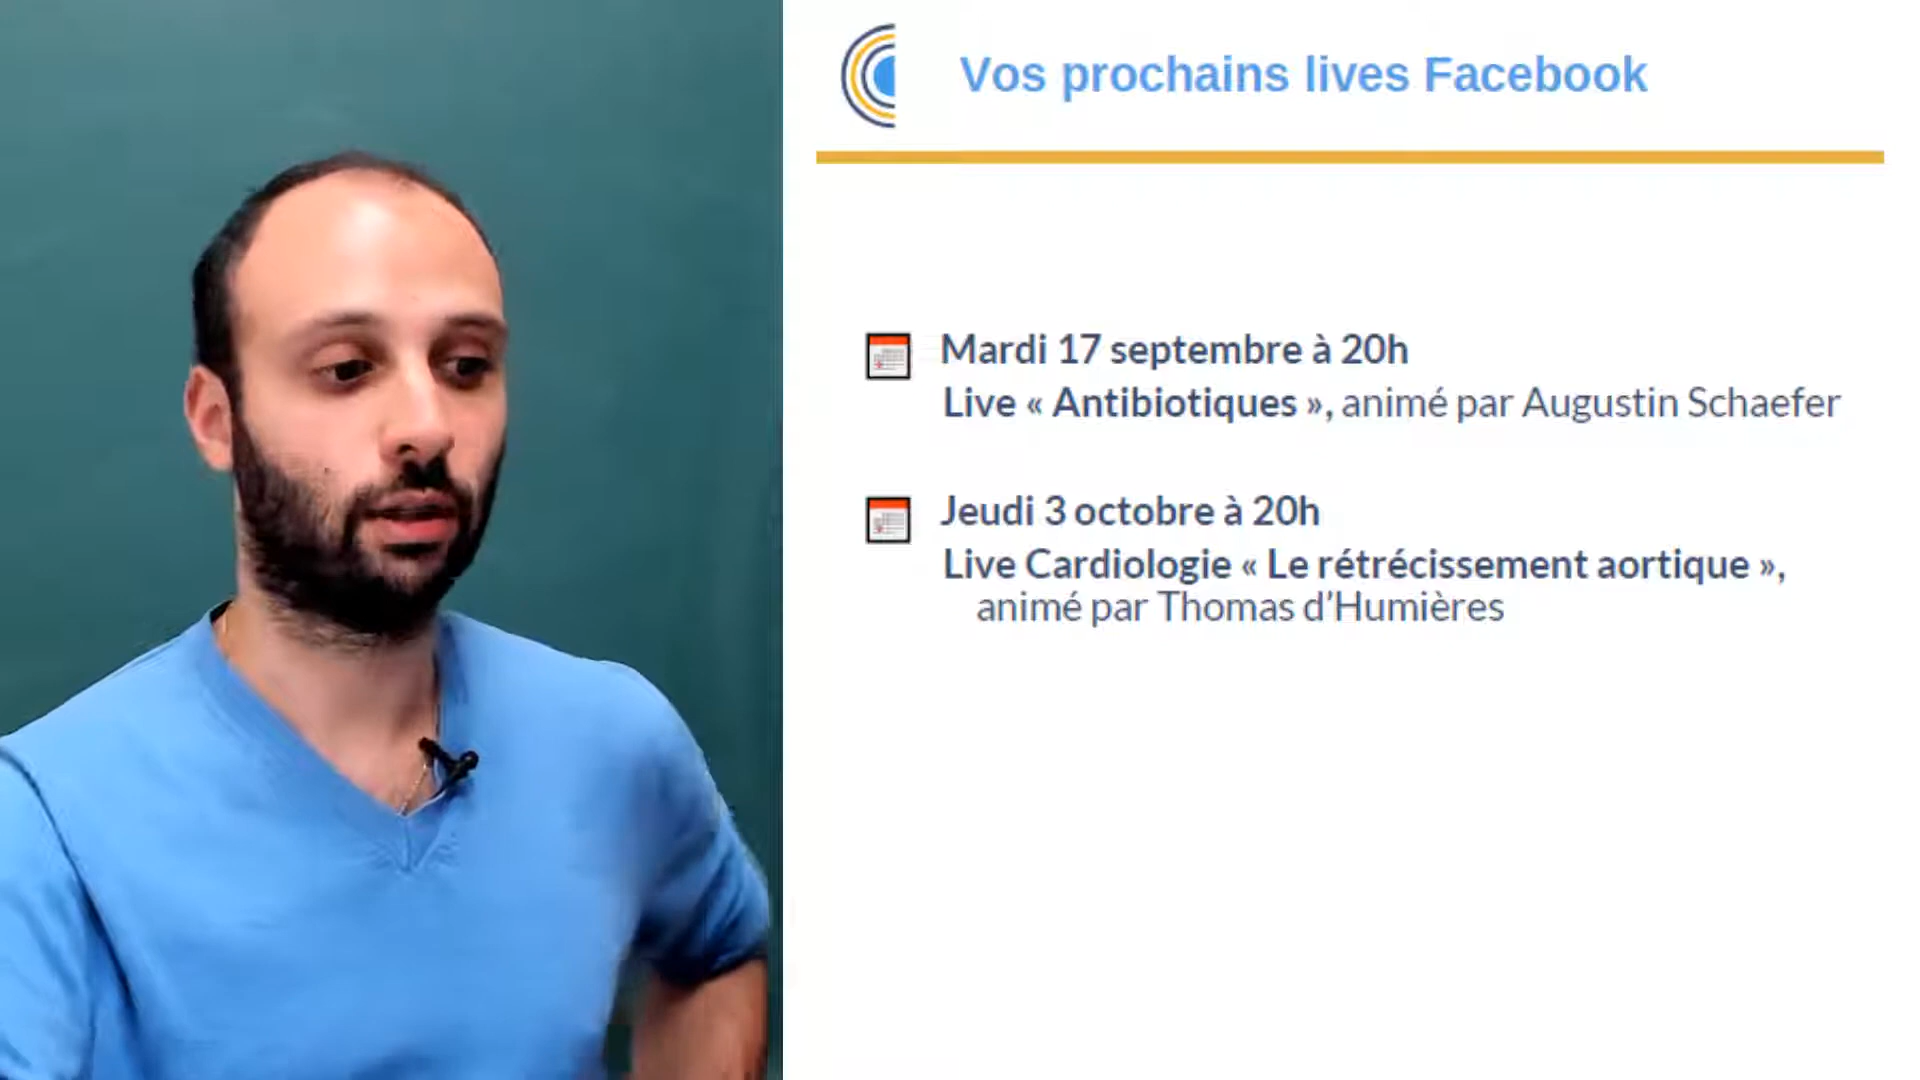 Vos prochains lives Facebook
Mardi 17 septembre à 20h
Live « Antibiotiques », animé par Augustin Schaefer
Jeudi 3 octobre à 20h
Live Cardiologie « Le rétrécissement aortique »,
animé par Thomas d’Humières